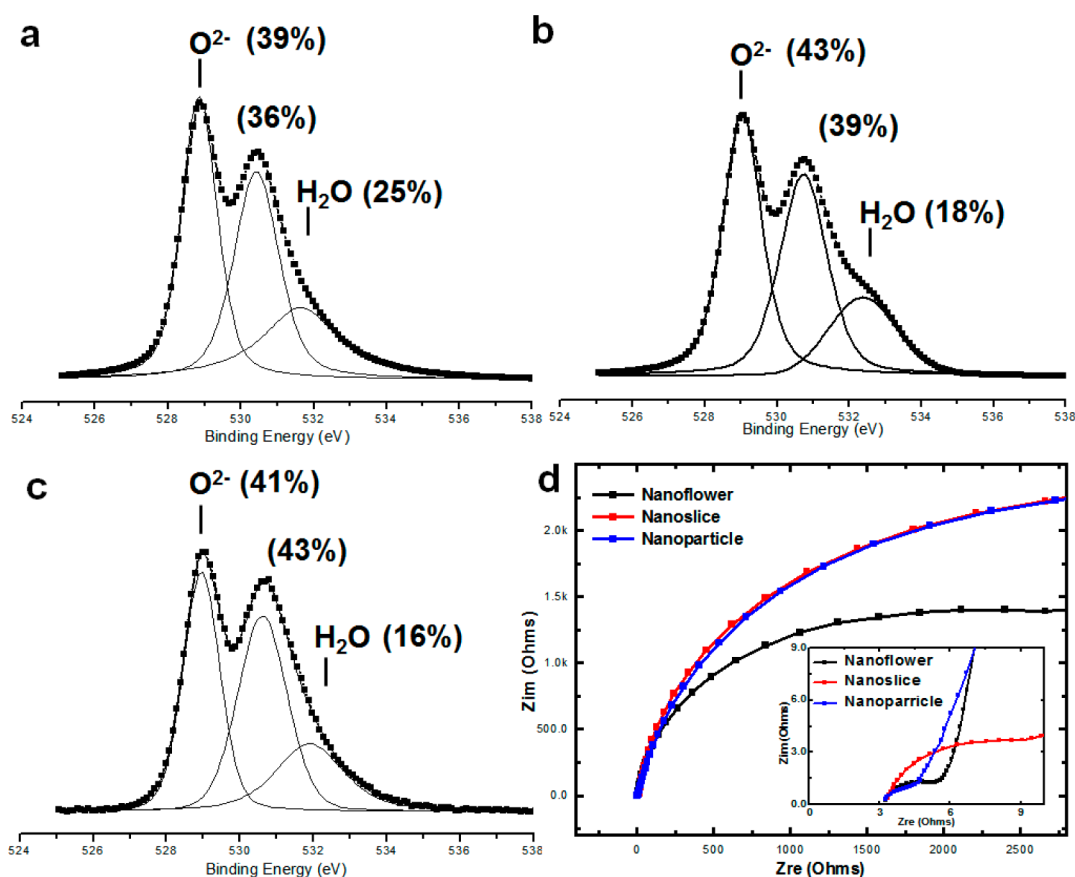 a
O²⁻ (39%)
(36%)
H₂O (25%)
524 526 528 530 532 534 536 538
Binding Energy (eV)
b
O²⁻ (43%)
(39%)
H₂O (18%)
524 526 528 530 532 534 536 538
Binding Energy (eV)
c
O²⁻ (41%)
(43%)
H₂O (16%)
524 526 528 530 532 534 536 538
Binding Energy (eV)
d
Nanoflower
Nanoslice
Nanoparticle
2.0k
1.5k
1.0k
500.0
0.0
Zim (Ohms)
0 500 1000 1500 2000 2500
Zre (Ohms)
Nanoflower
Nanoslice
Nanoparricle
9.0
6.0
3.0
0.0
Zim (Ohms)
0 3 6 9
Zre (Ohms)